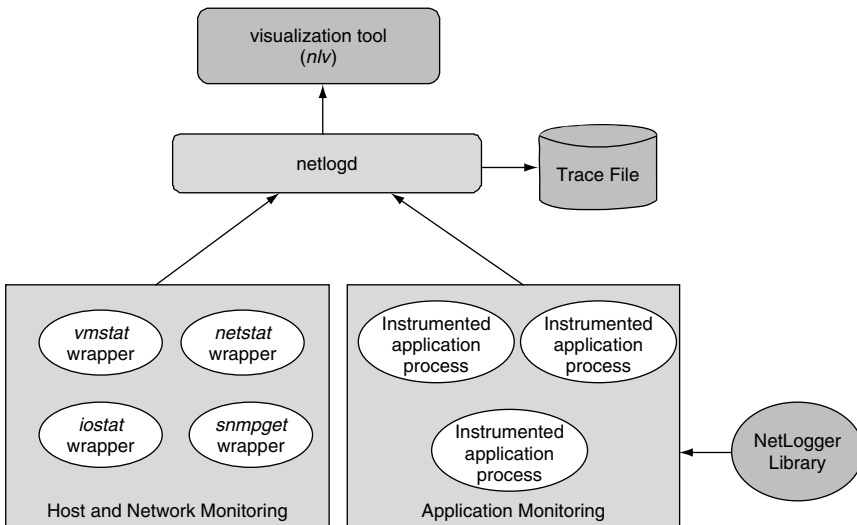 visualization tool
(nlv)
netlogd
Trace File
vmstat
wrapper
netstat
wrapper
iostat
wrapper
snmpget
wrapper
Host and Network Monitoring
Instrumented
application
process
Instrumented
application
process
Instrumented
application
process
Application Monitoring
NetLogger
Library